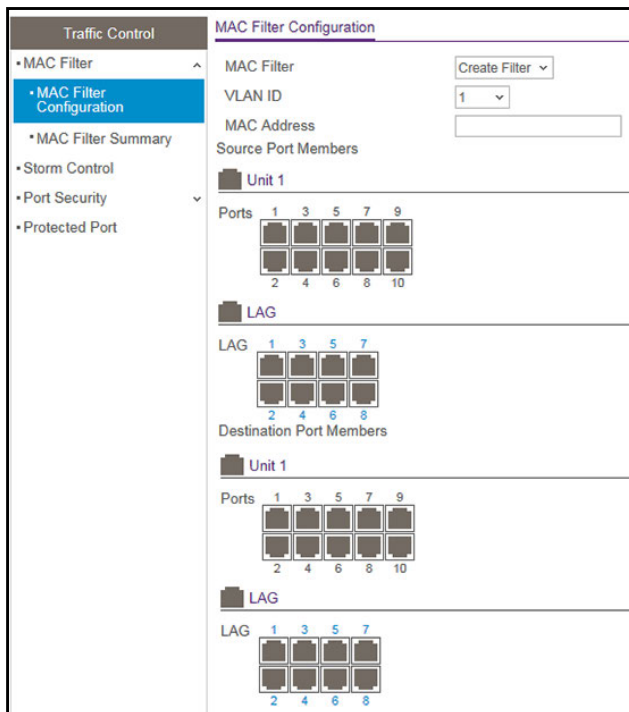 Traffic Control
• MAC Filter
• MAC Filter
Configuration
• MAC Filter Summary
• Storm Control
• Port Security
• Protected Port
MAC Filter Configuration
MAC Filter Create Filter
VLAN ID 1
MAC Address
Source Port Members
Unit 1
Ports 1 3 5 7 9
2 4 6 8 10
LAG
LAG 1 3 5 7
2 4 6 8
Destination Port Members
Unit 1
Ports 1 3 5 7 9
2 4 6 8 10
LAG
LAG 1 3 5 7
2 4 6 8